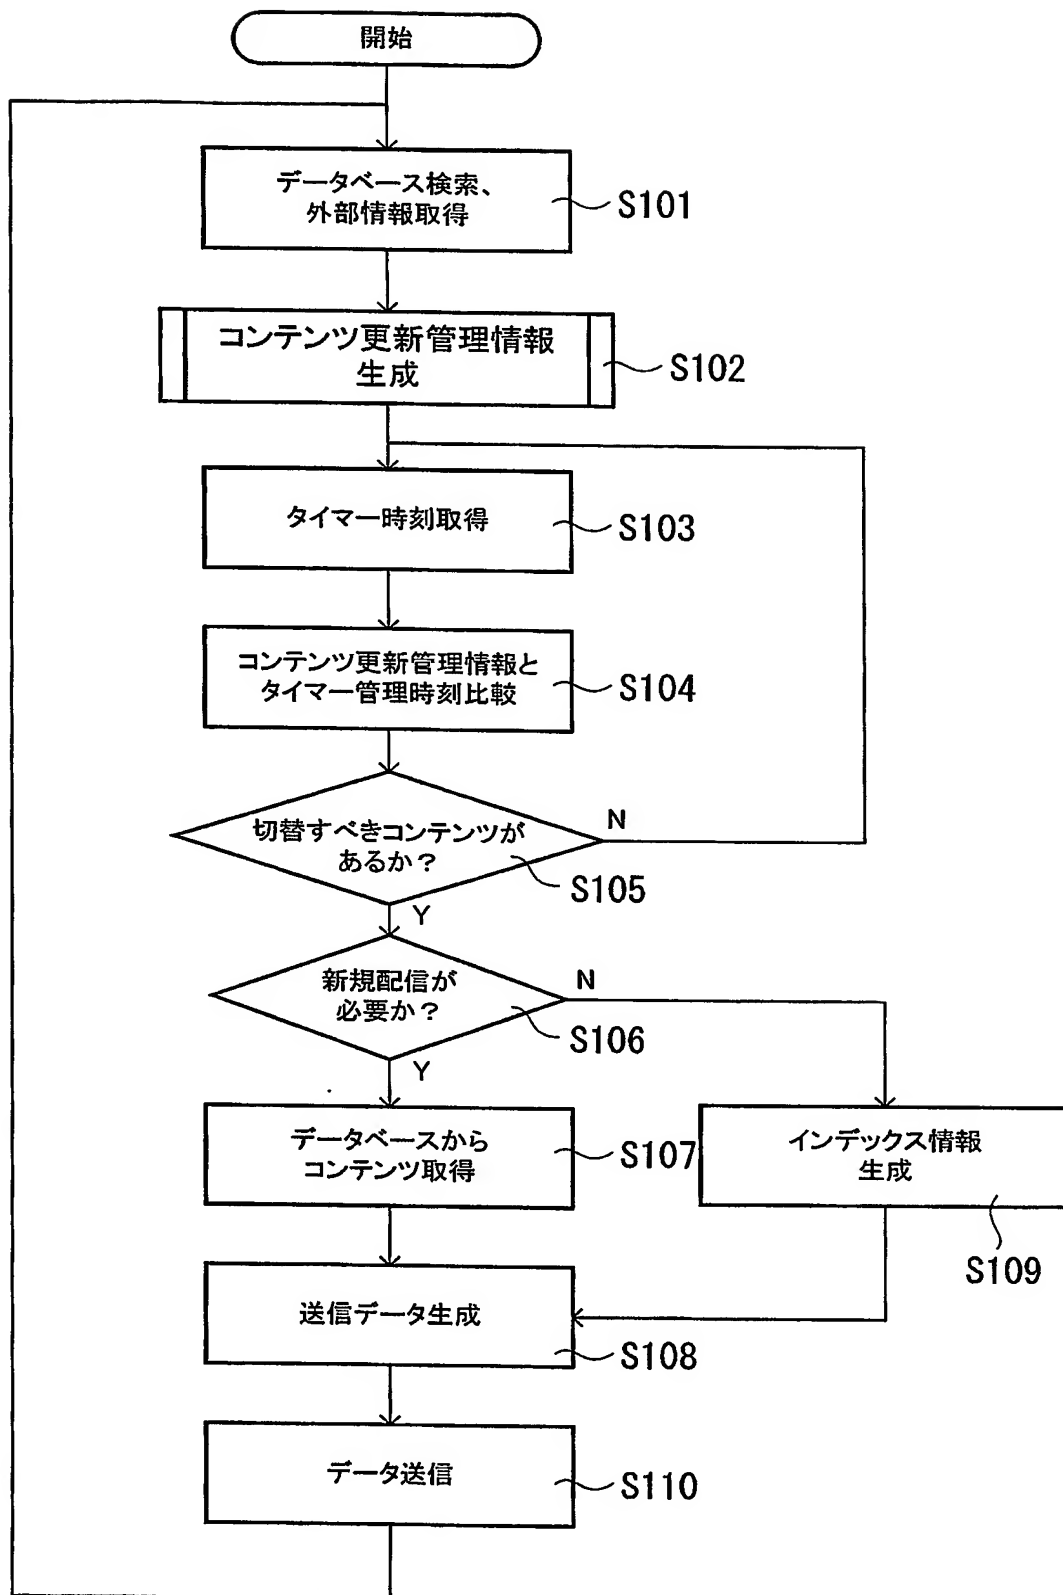 開始
データベース検索、
外部情報取得
S101
コンテンツ更新管理情報
生成
S102
タイマー時刻取得
S103
コンテンツ更新管理情報と
タイマー管理時刻比較
S104
切替すべきコンテンツが
あるか？
N
S105
Y
新規配信が
必要か？
N
S106
Y
データベースから
コンテンツ取得
S107
インデックス情報
生成
S109
送信データ生成
S108
データ送信
S110